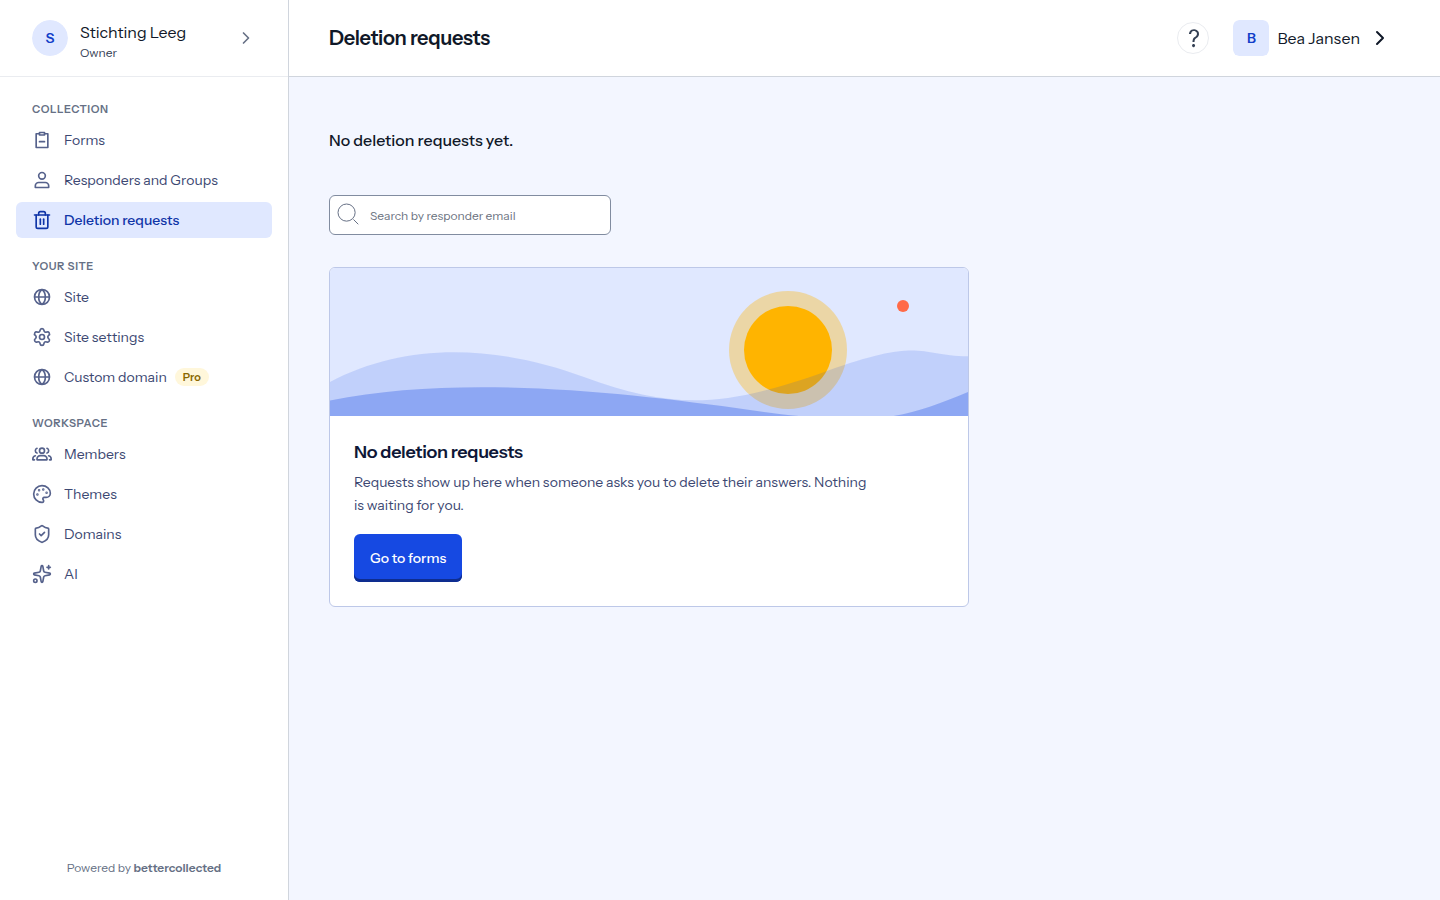 S
Stichting Leeg
Owner
COLLECTION
Forms
Responders and Groups
Deletion requests
YOUR SITE
Site
Site settings
Custom domain Pro
WORKSPACE
Members
Themes
Domains
AI
Powered by bettercollected
Deletion requests
?
B
Bea Jansen
No deletion requests yet.
Search by responder email
No deletion requests
Requests show up here when someone asks you to delete their answers. Nothing
is waiting for you.
Go to forms